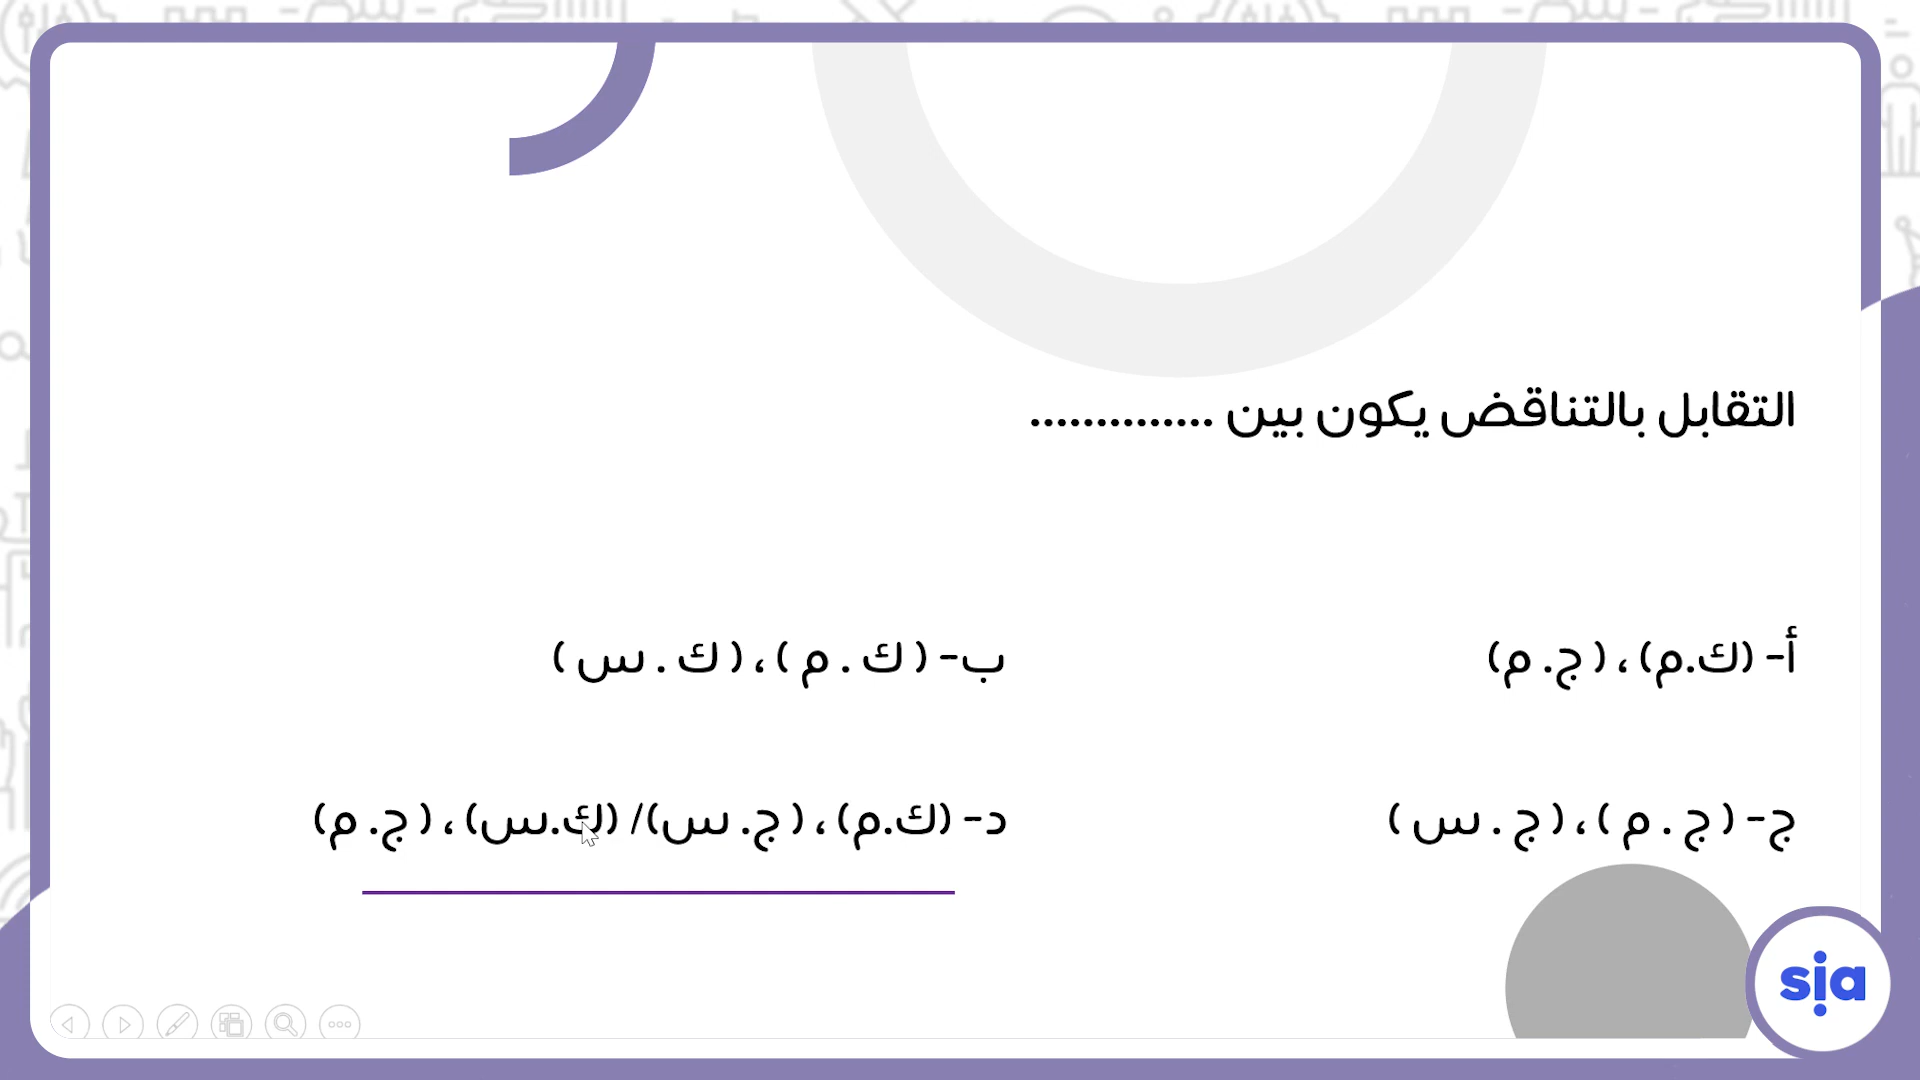 التقابل بالتناقض يكون بين ..............
أ- (ك.م) ، ( ج. م)
ب- ( ك . م ) ، ( ك . س )
ج- ( ج . م ) ، ( ج . س )
د- (ك.م) ، ( ج. س)/ (ك.س) ، ( ج. م)
sia